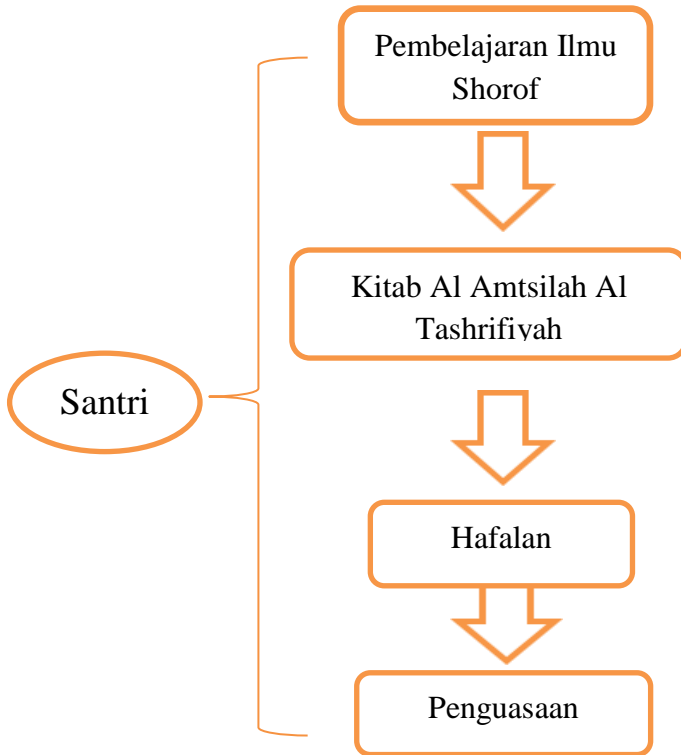 Pembelajaran Ilmu
Shorof
Kitab Al Amtsilah Al
Tashrifiyah
Santri
Hafalan
Penguasaan